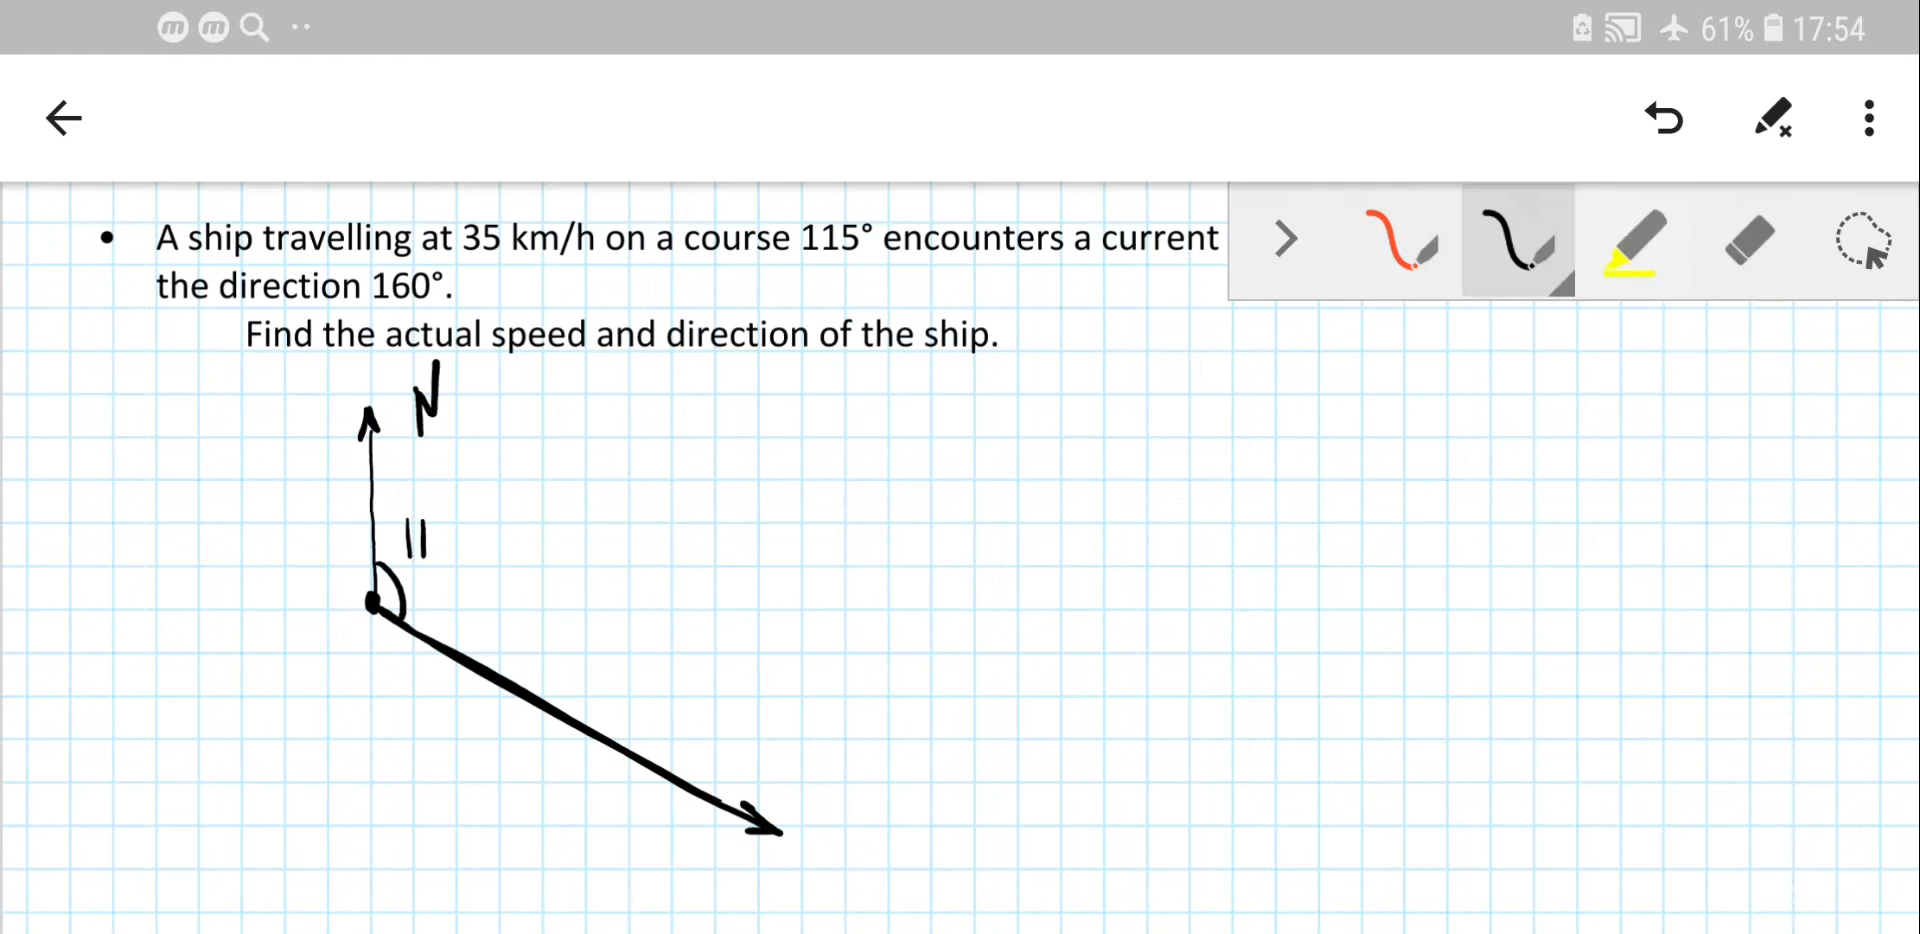 61% 17:54
• A ship travelling at 35 km/h on a course 115° encounters a current
the direction 160°.
Find the actual speed and direction of the ship.
N
11